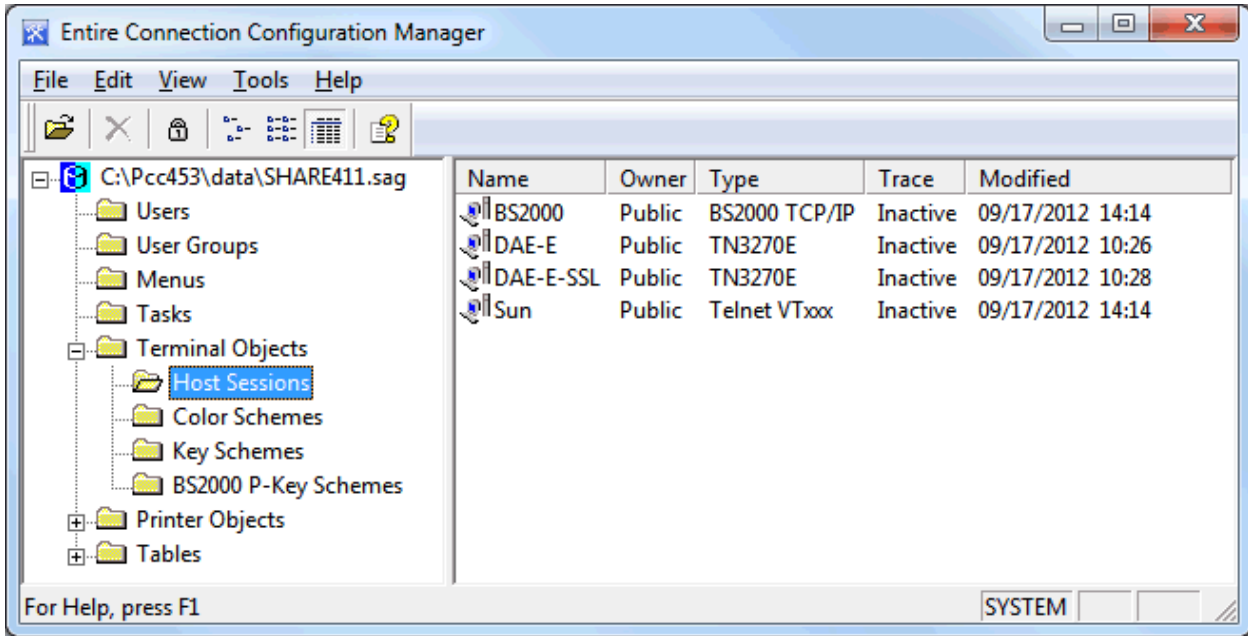 Entire Connection Configuration Manager
File Edit View Tools Help
C:\Pcc453\data\SHARE411.sag
Users
User Groups
Menus
Tasks
Terminal Objects
Host Sessions
Color Schemes
Key Schemes
BS2000 P-Key Schemes
Printer Objects
Tables
Name Owner Type Trace Modified
BS2000 Public BS2000 TCP/IP Inactive 09/17/2012 14:14
DAE-E Public TN3270E Inactive 09/17/2012 10:26
DAE-E-SSL Public TN3270E Inactive 09/17/2012 10:28
Sun Public Telnet VTxxx Inactive 09/17/2012 14:14
For Help, press F1 SYSTEM